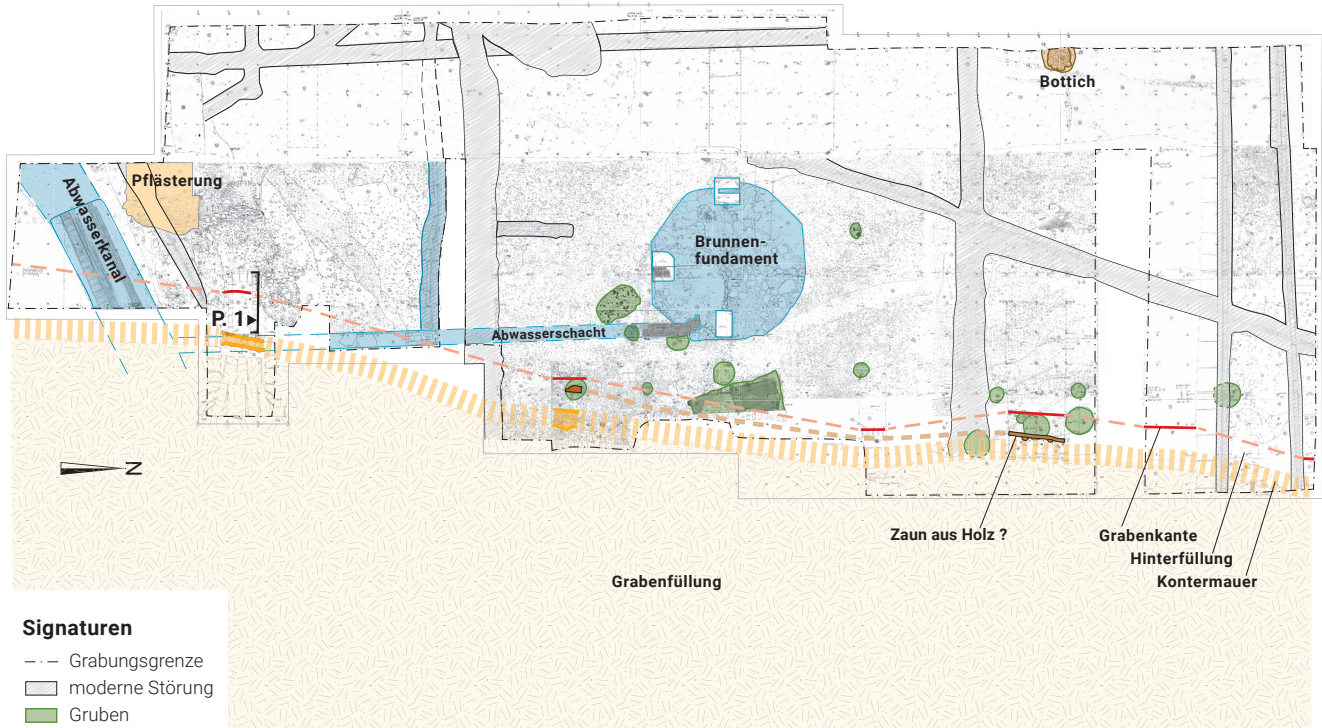 Bottich
Pflästerung
Abwasserkanal
Brunnen-
fundament
P. 1
Abwasserschacht
N
Zaun aus Holz ?
Grabenkante
Hinterfüllung
Kontermauer
Grabenfüllung
Signaturen
Grabungsgrenze
moderne Störung
Gruben